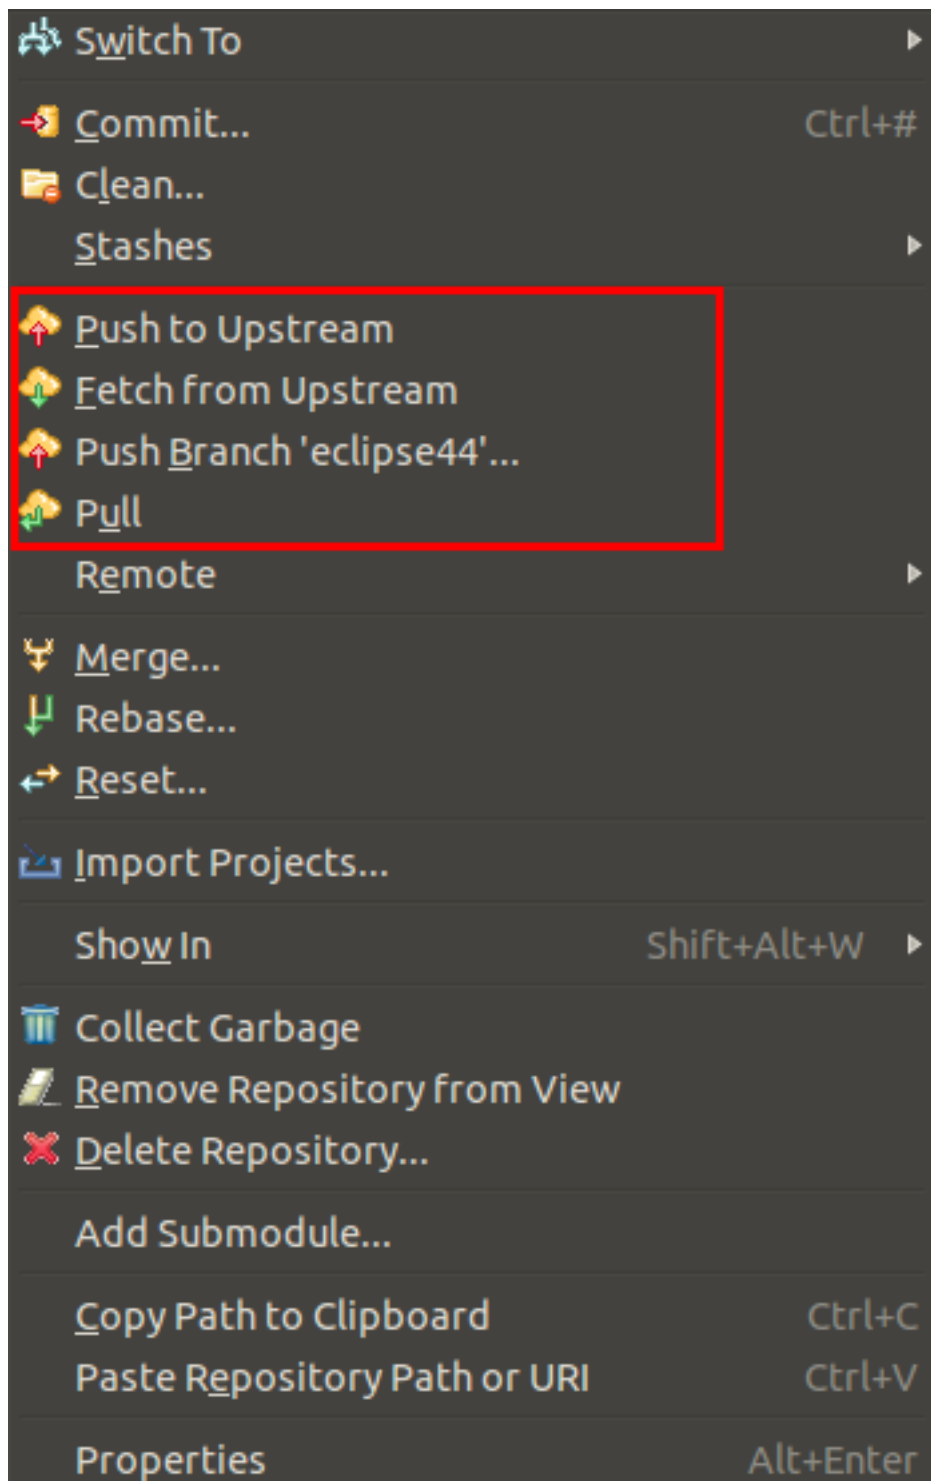 Switch To
Commit... Ctrl+#
Clean...
Stashes
Push to Upstream
Fetch from Upstream
Push Branch 'eclipse44'...
Pull
Remote
Merge...
Rebase...
Reset...
Import Projects...
Show In Shift+Alt+W
Collect Garbage
Remove Repository from View
Delete Repository...
Add Submodule...
Copy Path to Clipboard Ctrl+C
Paste Repository Path or URI Ctrl+V
Properties Alt+Enter